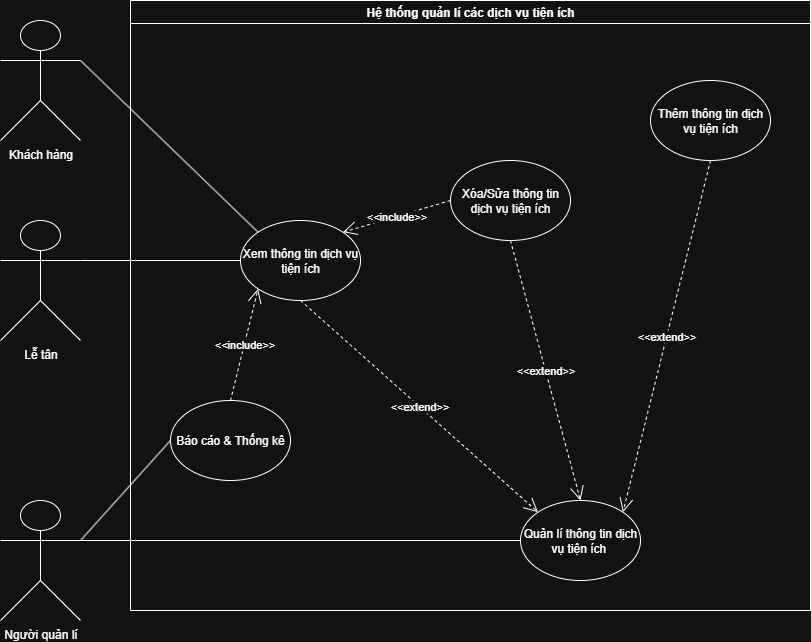 Hệ thống quản lí các dịch vụ tiện ích
Thêm thông tin dịch
vụ tiện ích
Khách hàng
Xóa/Sửa thông tin
dịch vụ tiện ích
<<include>>
Xem thông tin dịch vụ
tiện ích
<<include>>
<<extend>>
Lễ tân
<<extend>>
<<extend>>
Báo cáo & Thống kê
Quản lí thông tin dịch
vụ tiện ích
Người quản lí